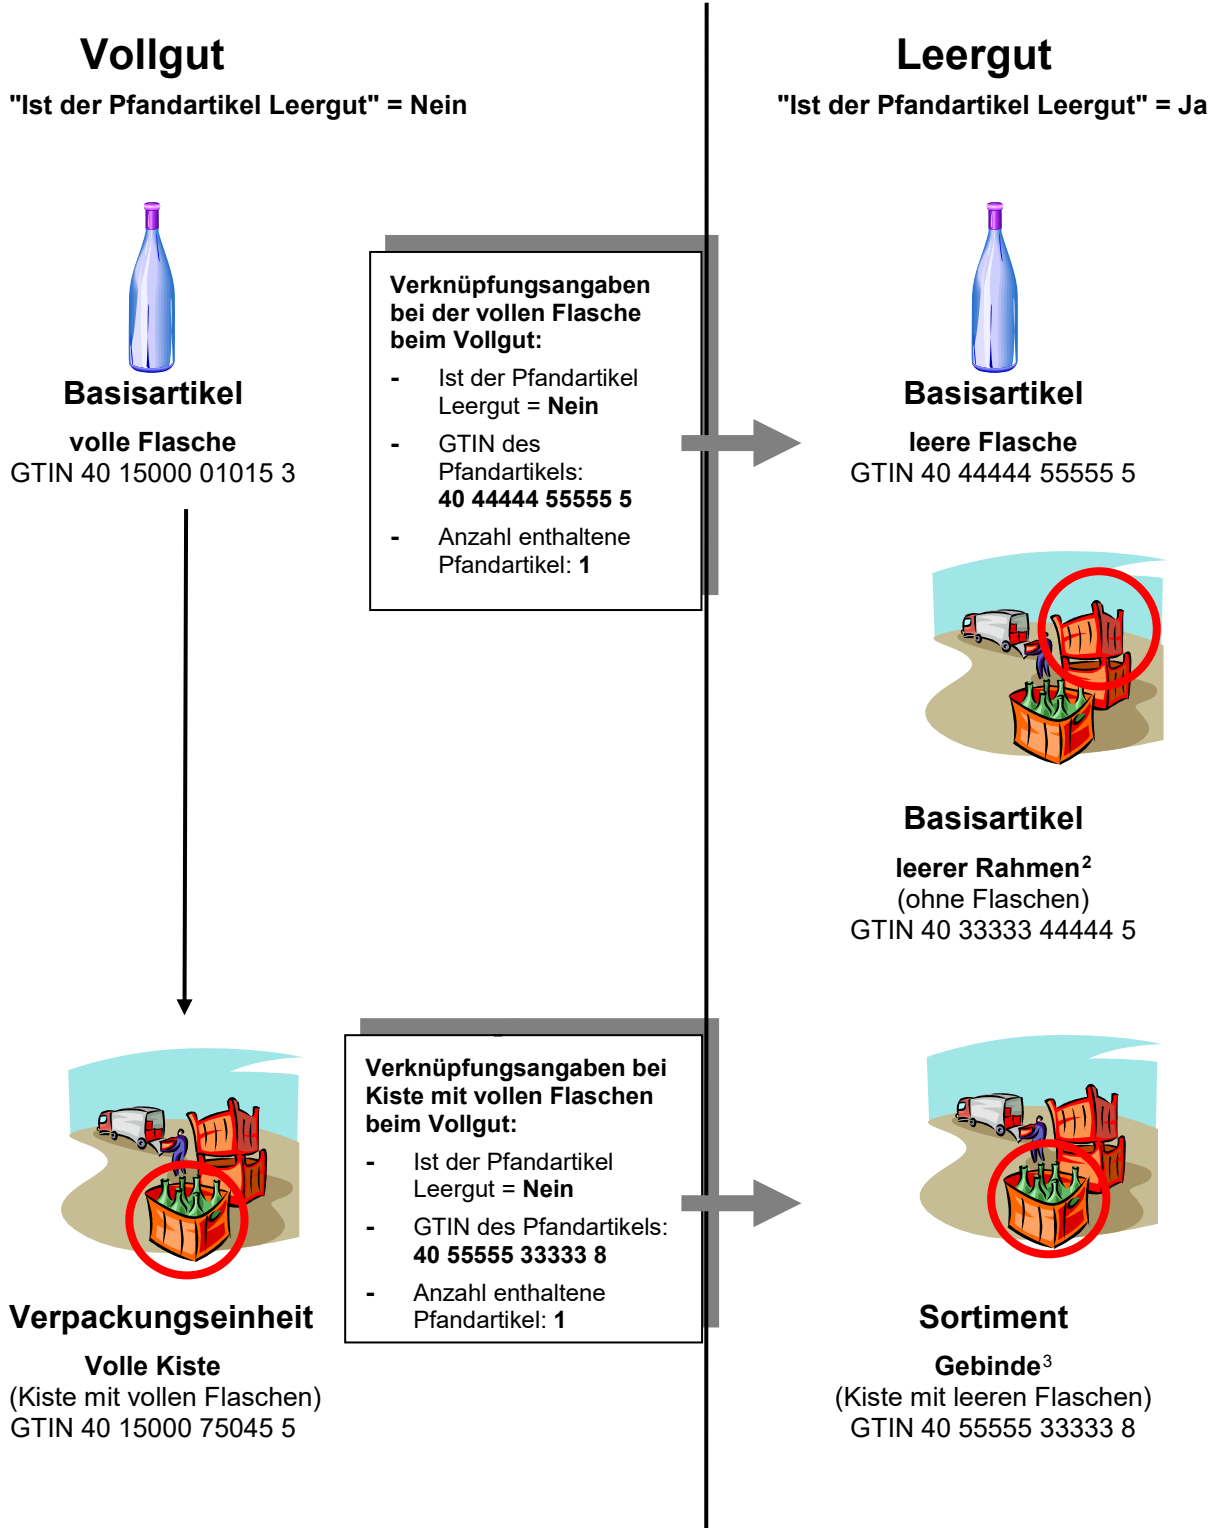 Vollgut
"Ist der Pfandartikel Leergut" = Nein
Leergut
"Ist der Pfandartikel Leergut" = Ja
Basisartikel
volle Flasche
GTIN 40 15000 01015 3
Verknüpfungsangaben
bei der vollen Flasche
beim Vollgut:
- Ist der Pfandartikel
Leergut = Nein
- GTIN des
Pfandartikels:
40 44444 55555 5
- Anzahl enthaltene
Pfandartikel: 1
Basisartikel
leere Flasche
GTIN 40 44444 55555 5
Basisartikel
leerer Rahmen²
(ohne Flaschen)
GTIN 40 33333 44444 5
Verpackungseinheit
Volle Kiste
(Kiste mit vollen Flaschen)
GTIN 40 15000 75045 5
Verknüpfungsangaben bei
Kiste mit vollen Flaschen
beim Vollgut:
- Ist der Pfandartikel
Leergut = Nein
- GTIN des Pfandartikels:
40 55555 33333 8
- Anzahl enthaltene
Pfandartikel: 1
Sortiment
Gebinde³
(Kiste mit leeren Flaschen)
GTIN 40 55555 33333 8